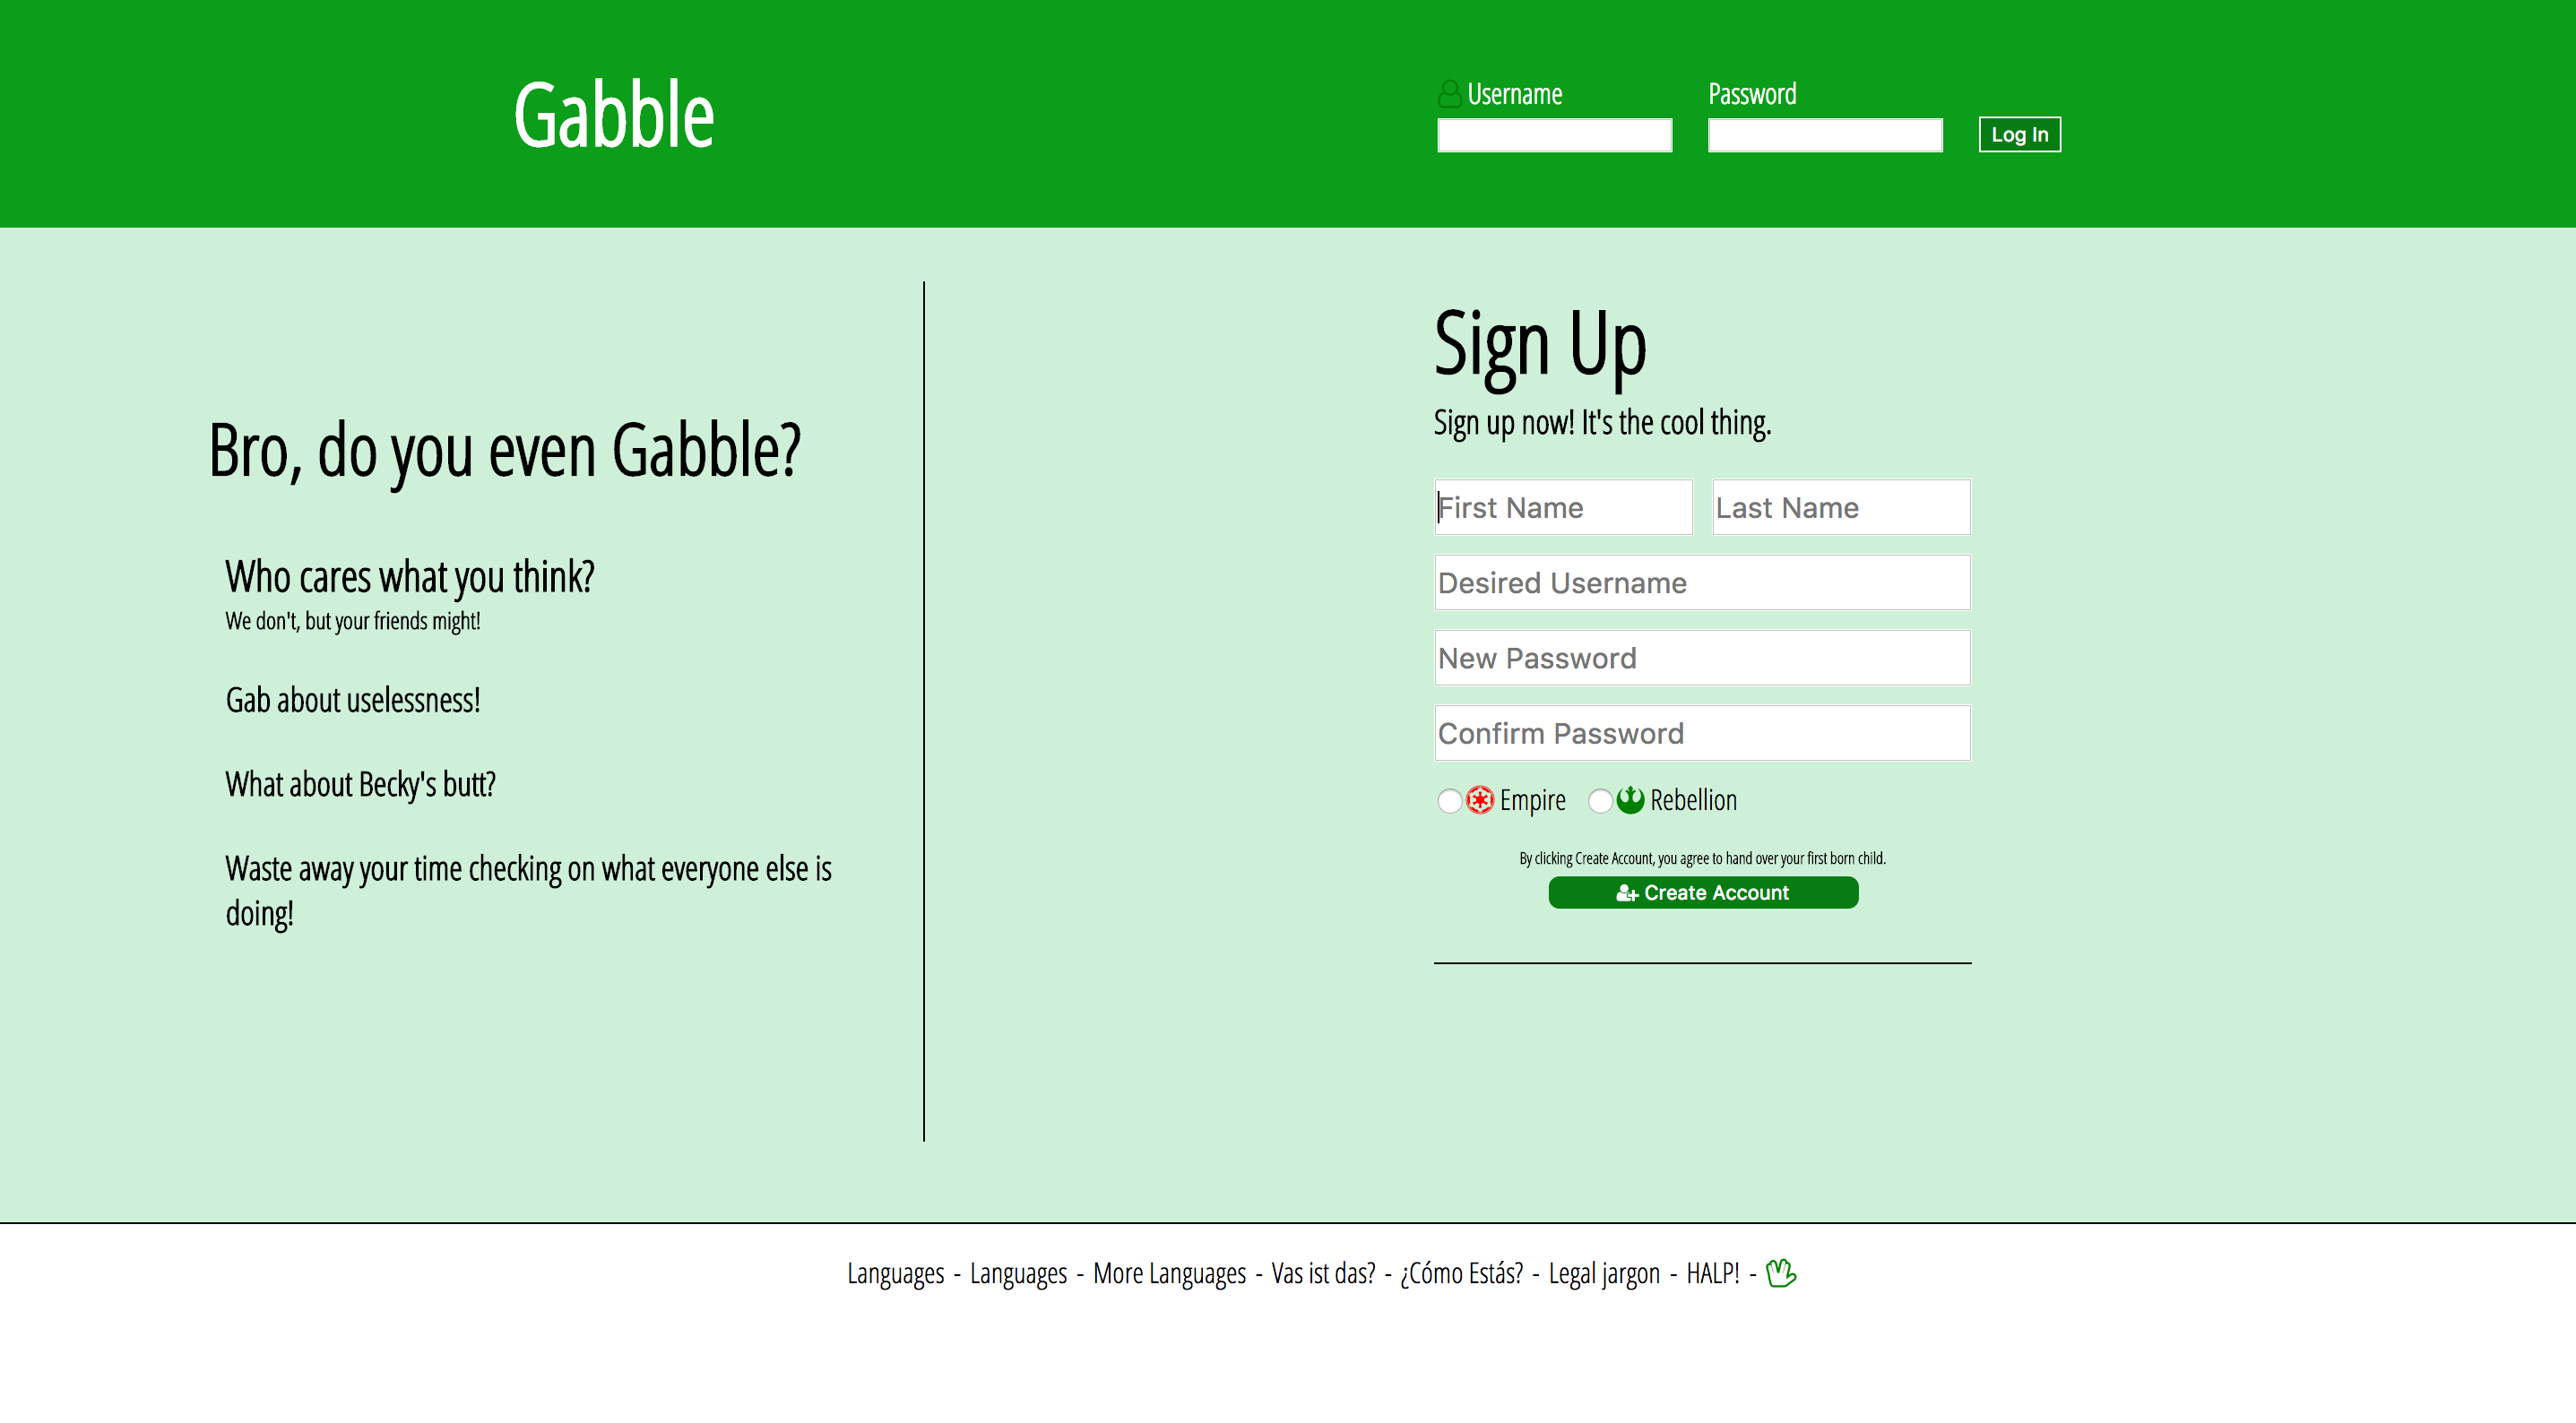 Gabble
Username
Password
Log In
Bro, do you even Gabble?
Who cares what you think?
We don't, but your friends might!
Gab about uselessness!
What about Becky's butt?
Waste away your time checking on what everyone else is
doing!
Sign Up
Sign up now! It's the cool thing.
First Name
Last Name
Desired Username
New Password
Confirm Password
Empire
Rebellion
By clicking Create Account, you agree to hand over your first born child.
Create Account
Languages - Languages - More Languages - Vas ist das? - ¿Cómo Estás? - Legal jargon - HALP! -